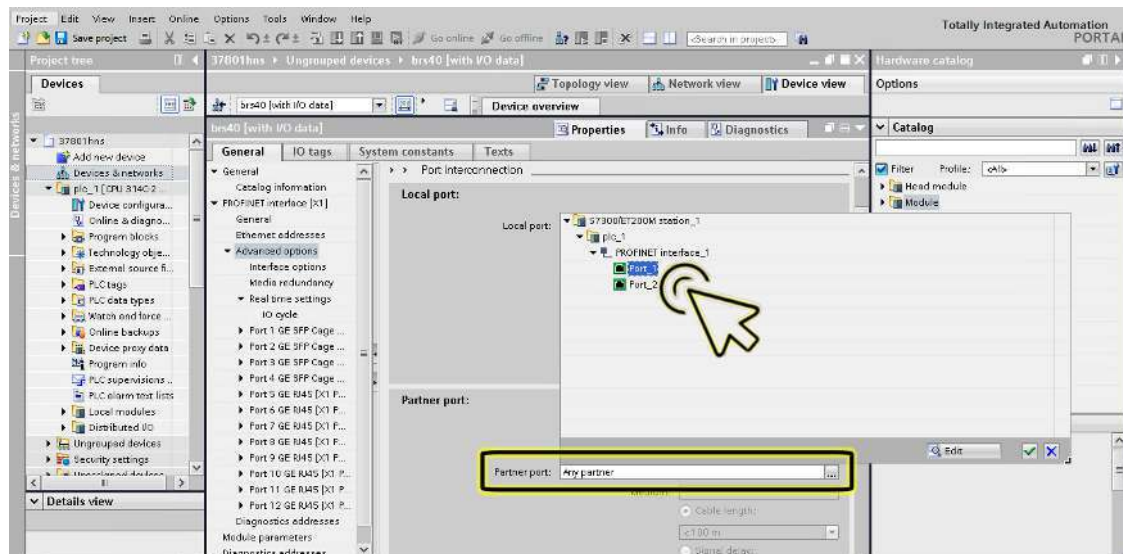 Project Edit View Insert Online Options Tools Window Help
Totally Integrated Automation
PORTAL
Save project
Go online
Go offline
<Search in project>
Project tree
37801hns Ungrouped devices brs40 [with I/O data]
Hardware catalog
Devices
Topology view
Network view
Device view
Options
brs40 [with I/O data]
Device overview
Devices & networks
brs40 [with I/O data]
Properties
Info
Diagnostics
Catalog
General
IO tags
System constants
Texts
Filter
Profile:
<All>
Head module
Module
37801hns
Add new device
Devices & networks
plc_1 [CPU 314C-2 ...
Device configura...
Online & diagno...
Program blocks
Technology obje...
External source fi...
PLC tags
PLC data types
Watch and force ...
Online backups
Device proxy data
Program info
PLC supervisions ..
PLC alarm text lists
Local modules
Distributed I/O
Ungrouped devices
Security settings
Details view
General
Catalog information
PROFINET interface [X1]
General
Ethernet addresses
Advanced options
Interface options
Media redundancy
Real time settings
IO cycle
Port 1 GE SFP Cage ...
Port 2 GE SFP Cage ...
Port 3 GE SFP Cage ...
Port 4 GE SFP Cage ...
Port 5 GE RJ45 [X1 P...
Port 6 GE RJ45 [X1 P...
Port 7 GE RJ45 [X1 P...
Port 8 GE RJ45 [X1 P...
Port 9 GE RJ45 [X1 P...
Port 10 GE RJ45 [X1 P...
Port 11 GE RJ45 [X1 P...
Port 12 GE RJ45 [X1 P...
Diagnostics addresses
Module parameters
Diagnostics addresses
Port interconnection
Local port:
Local port:
S7300/ET200M station_1
plc_1
PROFINET interface_1
Port_1
Port_2
Edit
Partner port:
Partner port:
Any partner
...
Cable length:
<100 m
Signal delay: